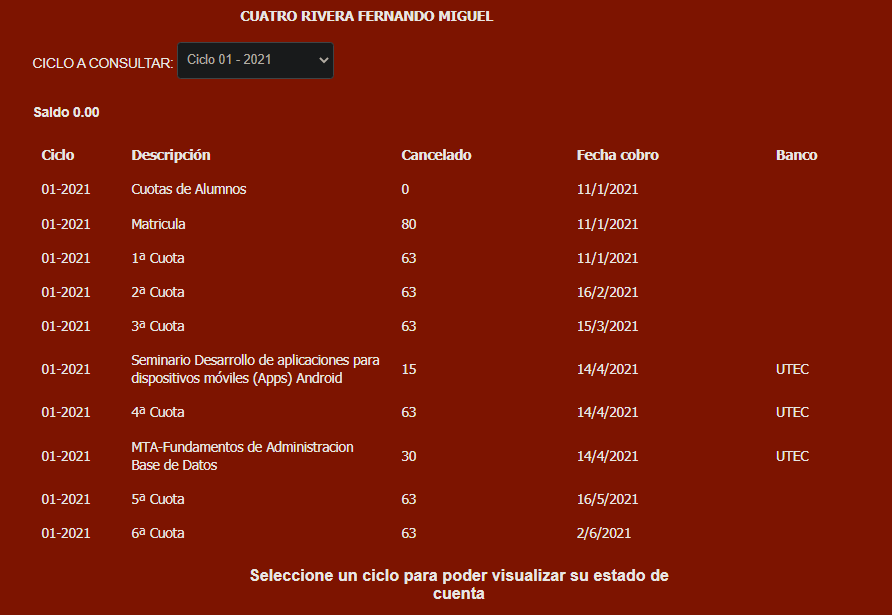 CUATRO RIVERA FERNANDO MIGUEL
CICLO A CONSULTAR: Ciclo 01 - 2021
Saldo 0.00
Ciclo Descripción Cancelado Fecha cobro Banco
01-2021 Cuotas de Alumnos 0 11/1/2021
01-2021 Matricula 80 11/1/2021
01-2021 1ª Cuota 63 11/1/2021
01-2021 2ª Cuota 63 16/2/2021
01-2021 3ª Cuota 63 15/3/2021
Seminario Desarrollo de aplicaciones para
01-2021 15 14/4/2021 UTEC
dispositivos móviles (Apps) Android
01-2021 4ª Cuota 63 14/4/2021 UTEC
MTA-Fundamentos de Administracion
01-2021 30 14/4/2021 UTEC
Base de Datos
01-2021 5ª Cuota 63 16/5/2021
01-2021 6ª Cuota 63 2/6/2021
Seleccione un ciclo para poder visualizar su estado de
cuenta